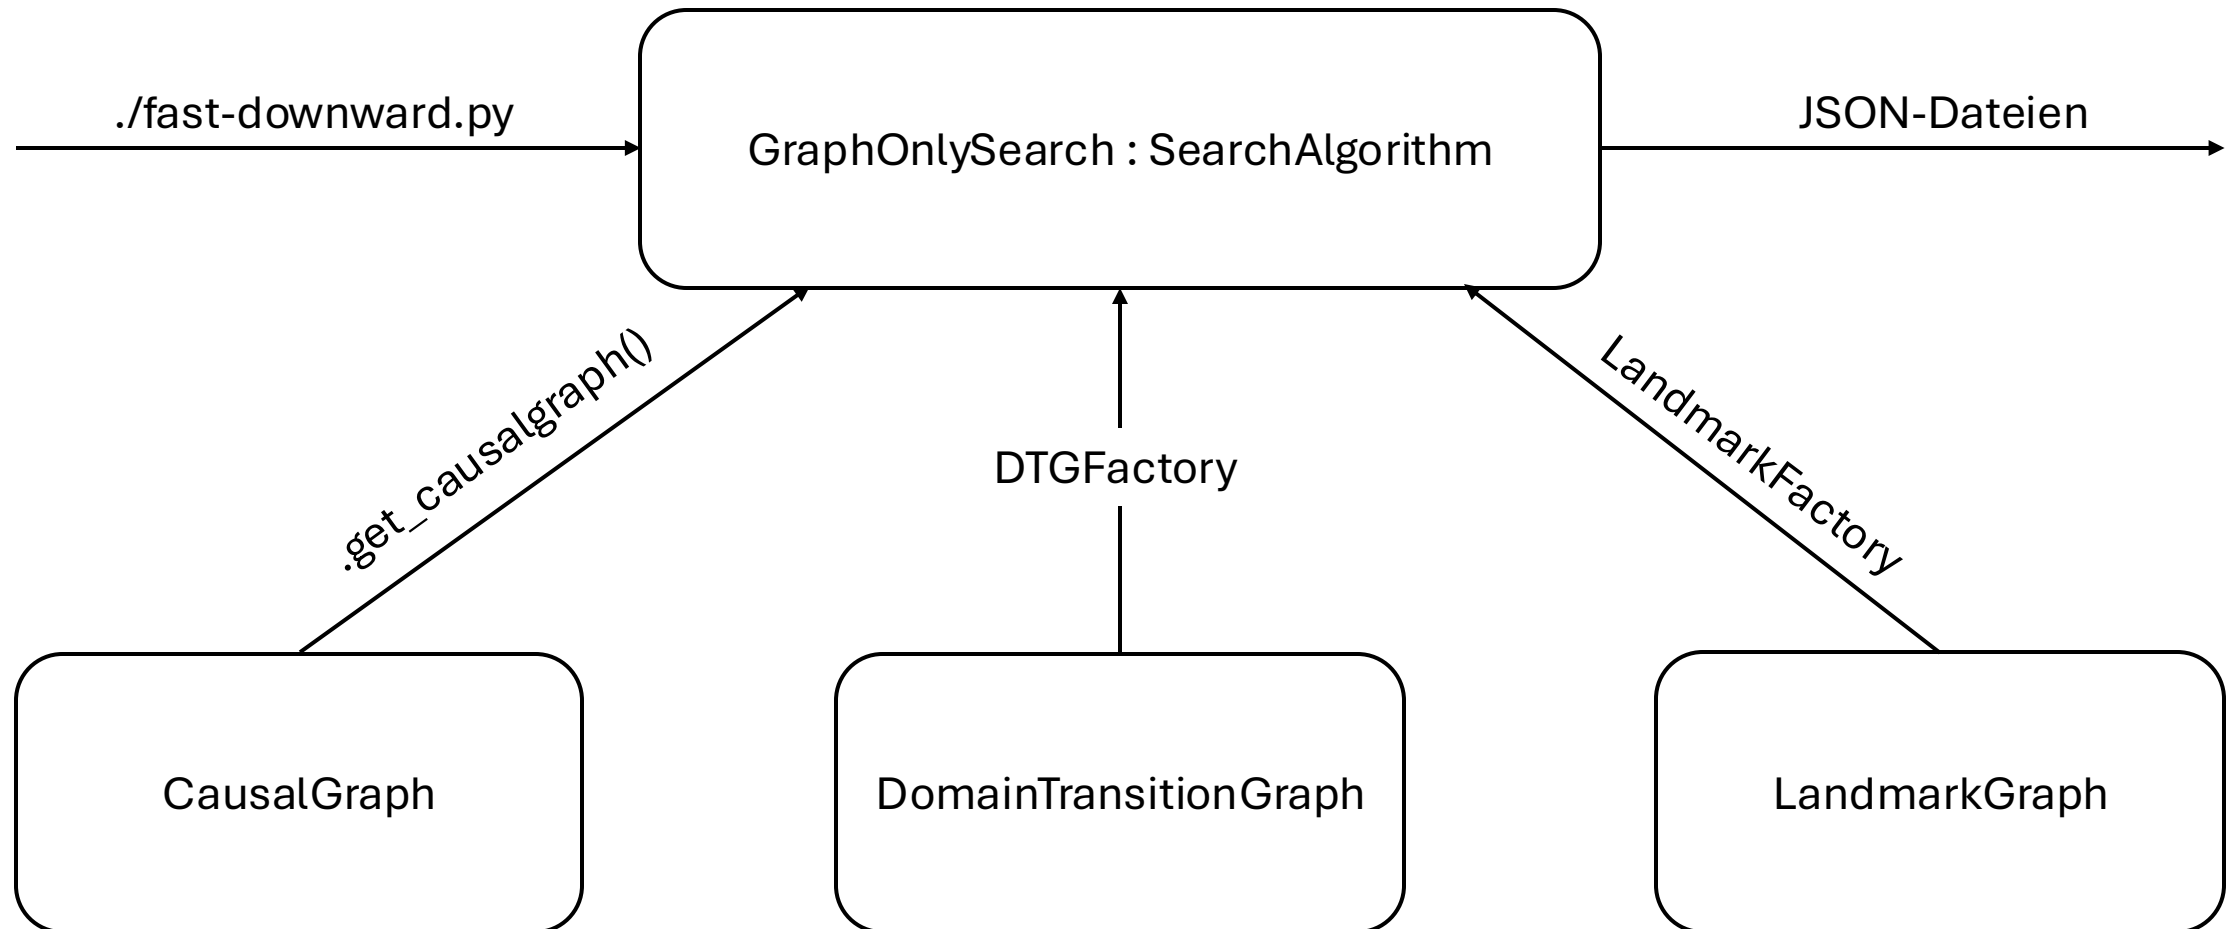 ./fast-downward.py
GraphOnlySearch : SearchAlgorithm
JSON-Dateien
.get_causalgraph()
DTGFactory
LandmarkFactory
CausalGraph
DomainTransitionGraph
LandmarkGraph